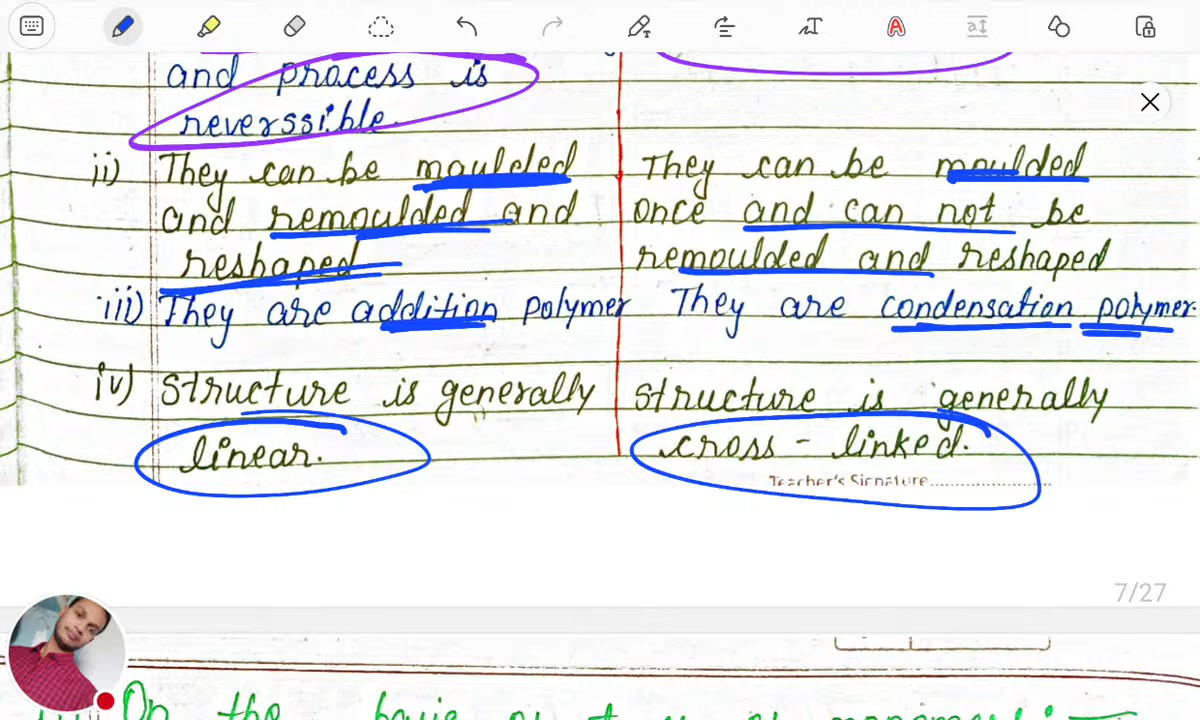 and process is
reverssible.
ii) They can be moulded They can be moulded
and remoulded and once and can not be
reshaped remoulded and reshaped
iii) They are addition polymer They are condensation polymer.
iv) Structure is generally Structure is generally
linear. cross - linked.
Teacher's Signature
7/27
On the